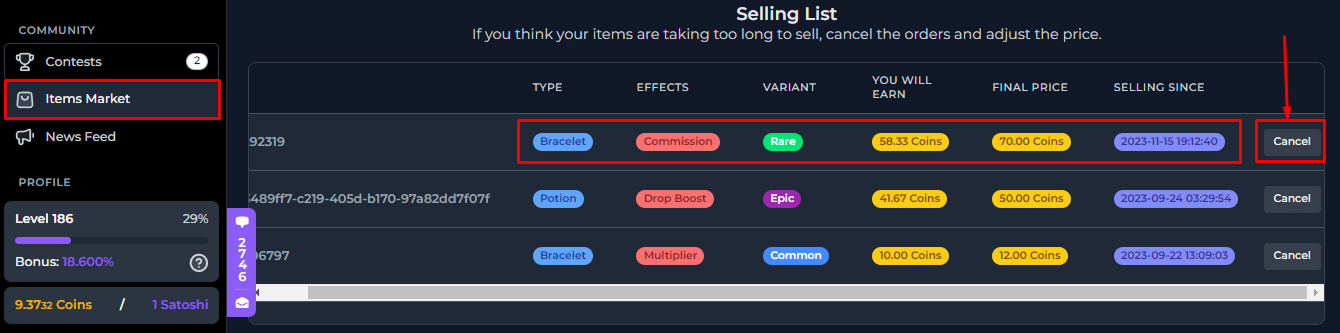 COMMUNITY
Contests 2
Items Market
News Feed
PROFILE
Level 186 29%
Bonus: 18.600% ?
9.3732 Coins / 1 Satoshi
2746
Selling List
If you think your items are taking too long to sell, cancel the orders and adjust the price.
TYPE EFFECTS VARIANT YOU WILL EARN FINAL PRICE SELLING SINCE
92319 Bracelet Commission Rare 58.33 Coins 70.00 Coins 2023-11-15 19:12:40 Cancel
489ff7-c219-405d-b170-97a82dd7f07f Potion Drop Boost Epic 41.67 Coins 50.00 Coins 2023-09-24 03:29:54 Cancel
06797 Bracelet Multiplier Common 10.00 Coins 12.00 Coins 2023-09-22 13:09:03 Cancel